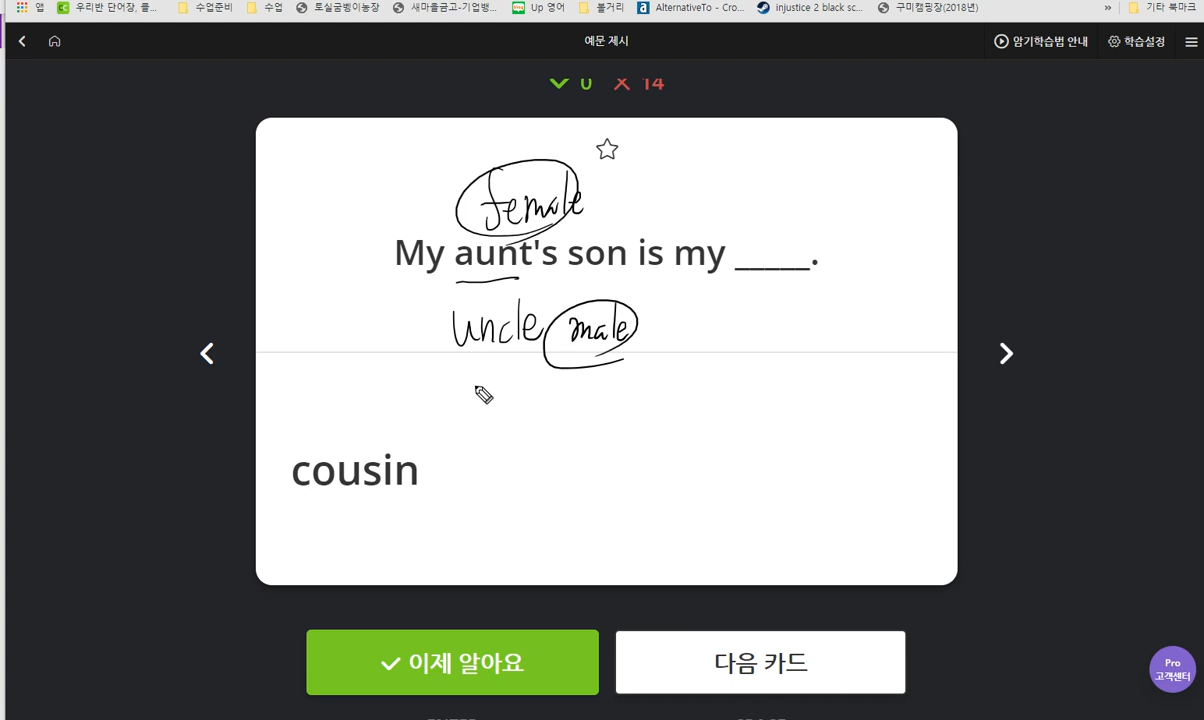 앱 우리반 단어장, 클... 수업준비 수업 토실굼벵이농장 새마을금고-기업뱅... Up 영어 볼거리 AlternativeTo - Cro... injustice 2 black sc... 구미캠핑장(2018년) » 기타 북마크
예문 제시 암기학습법 안내 학습설정
0 14
female
My aunt's son is my _____.
uncle male
cousin
이제 알아요 다음 카드
Pro
고객센터